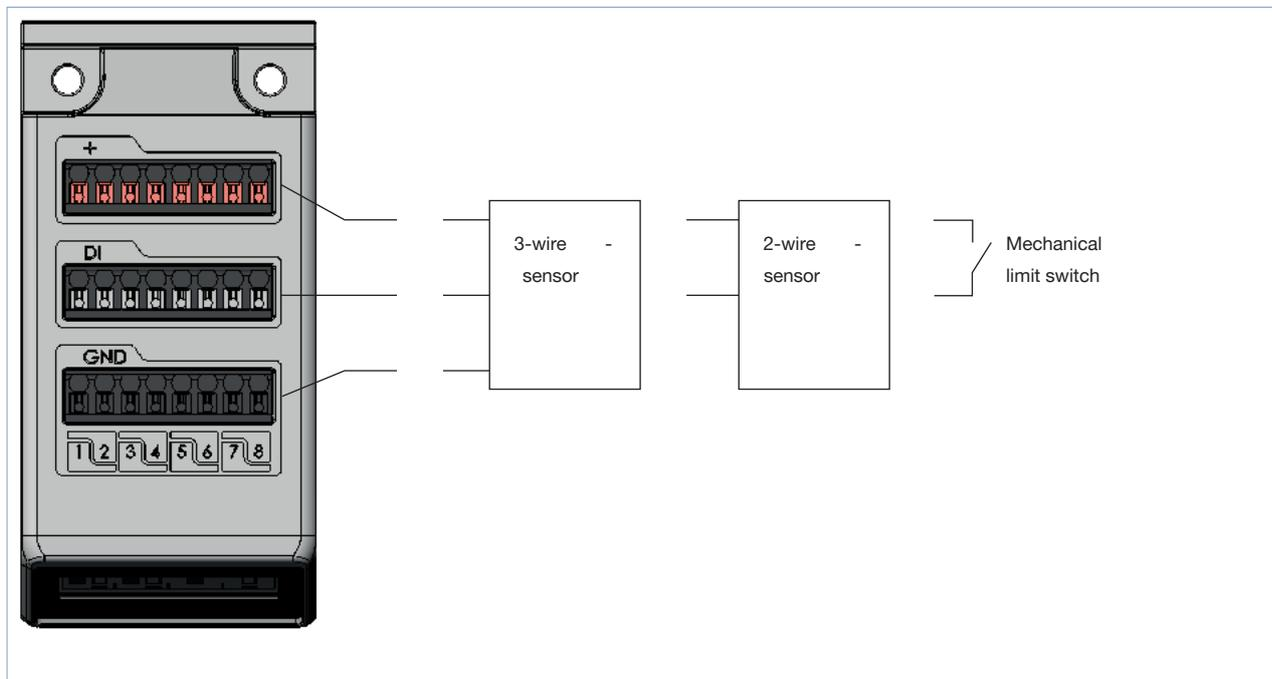 +
DI
GND
1 2 3 4 5 6 7 8
3-wire -
sensor
2-wire -
sensor
Mechanical
limit switch